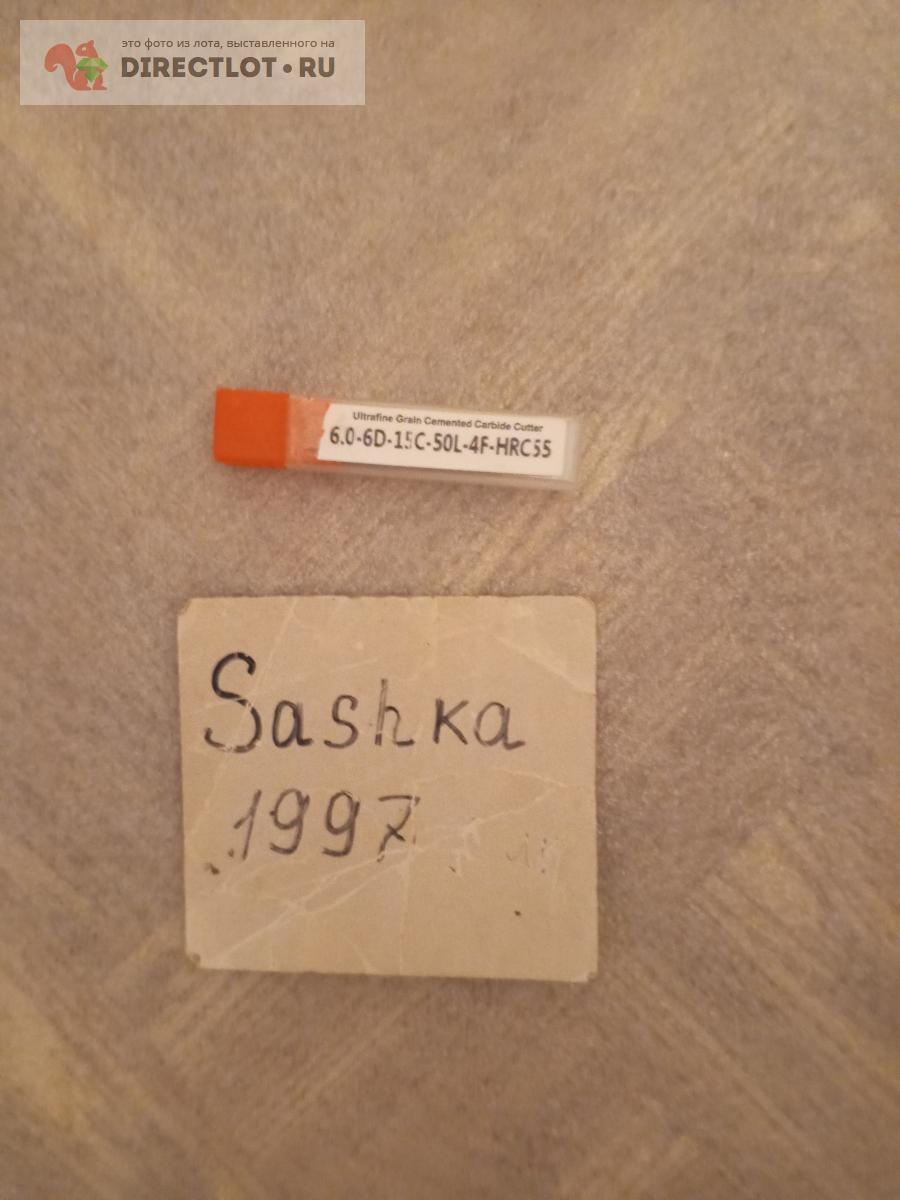 это фото из лота, выставленного на
DIRECTLOT•RU
Ultrafine Grain Cemented Carbide Cutter
6.0-6D-15C-50L-4F-HRC55
Sashka
1997